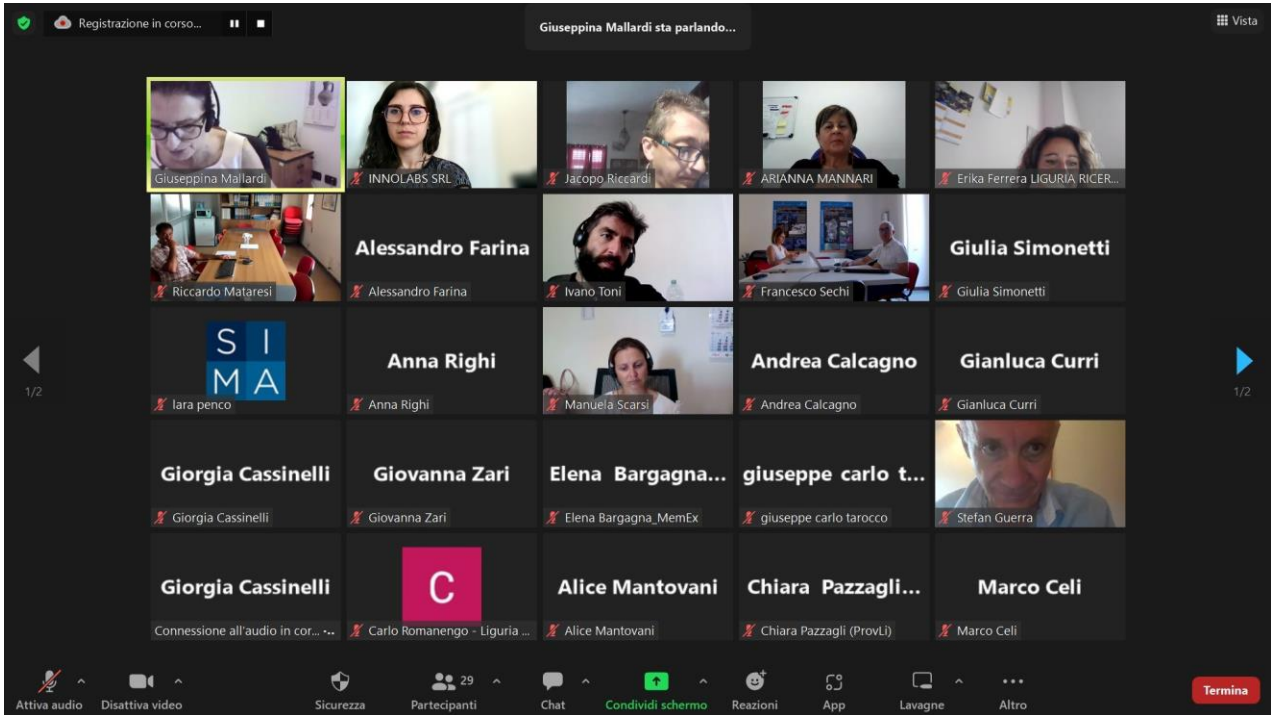 Registrazione in corso...
Giuseppina Mallardi sta parlando...
Vista
Giuseppina Mallardi
INNOLABS SRL
Jacopo Riccardi
ARIANNA MANNARI
Erika Ferrera LIGURIA RICER...
Riccardo Mataresi
Alessandro Farina
Alessandro Farina
Ivano Toni
Francesco Sechi
Giulia Simonetti
Giulia Simonetti
S I
M A
lara penco
Anna Righi
Anna Righi
Manuela Scarsi
Andrea Calcagno
Andrea Calcagno
Gianluca Curri
Gianluca Curri
1/2
1/2
Giorgia Cassinelli
Giorgia Cassinelli
Giovanna Zari
Giovanna Zari
Elena Bargagna...
Elena Bargagna_MemEx
giuseppe carlo t...
giuseppe carlo tarocco
Stefan Guerra
Giorgia Cassinelli
Connessione all'audio in cor...
C
Carlo Romanengo - Liguria ...
Alice Mantovani
Alice Mantovani
Chiara Pazzagli...
Chiara Pazzagli (ProvLi)
Marco Celi
Marco Celi
Attiva audio
Disattiva video
Sicurezza
29
Partecipanti
Chat
Condividi schermo
Reazioni
App
Lavagne
Altro
Termina